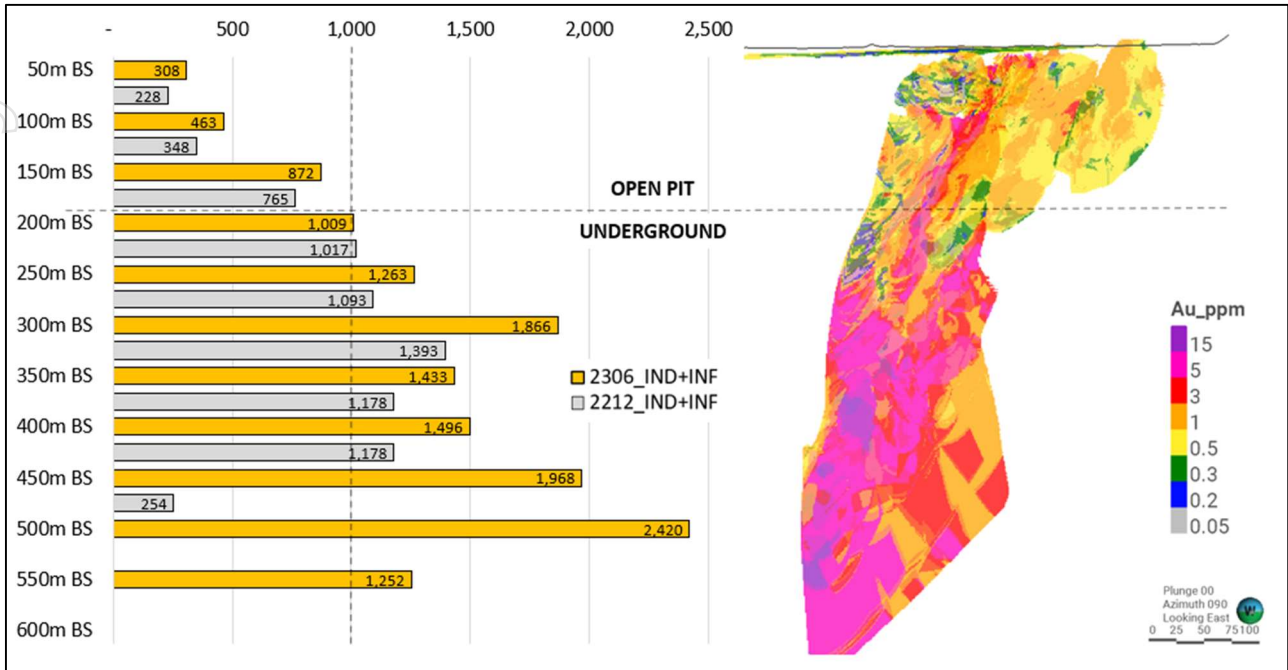 - 500 1,000 1,500 2,000 2,500
50m BS 308
228
100m BS 463
348
150m BS 872
765
OPEN PIT
200m BS 1,009
UNDERGROUND
1,017
250m BS 1,263
1,093
300m BS 1,866
1,393
350m BS 1,433
2306_IND+INF
1,178
2212_IND+INF
400m BS 1,496
1,178
450m BS 1,968
254
500m BS 2,420
550m BS 1,252
600m BS
Au_ppm
15
5
3
1
0.5
0.3
0.2
0.05
Plunge 00
Azimuth 090
Looking East
0 25 50 75 100